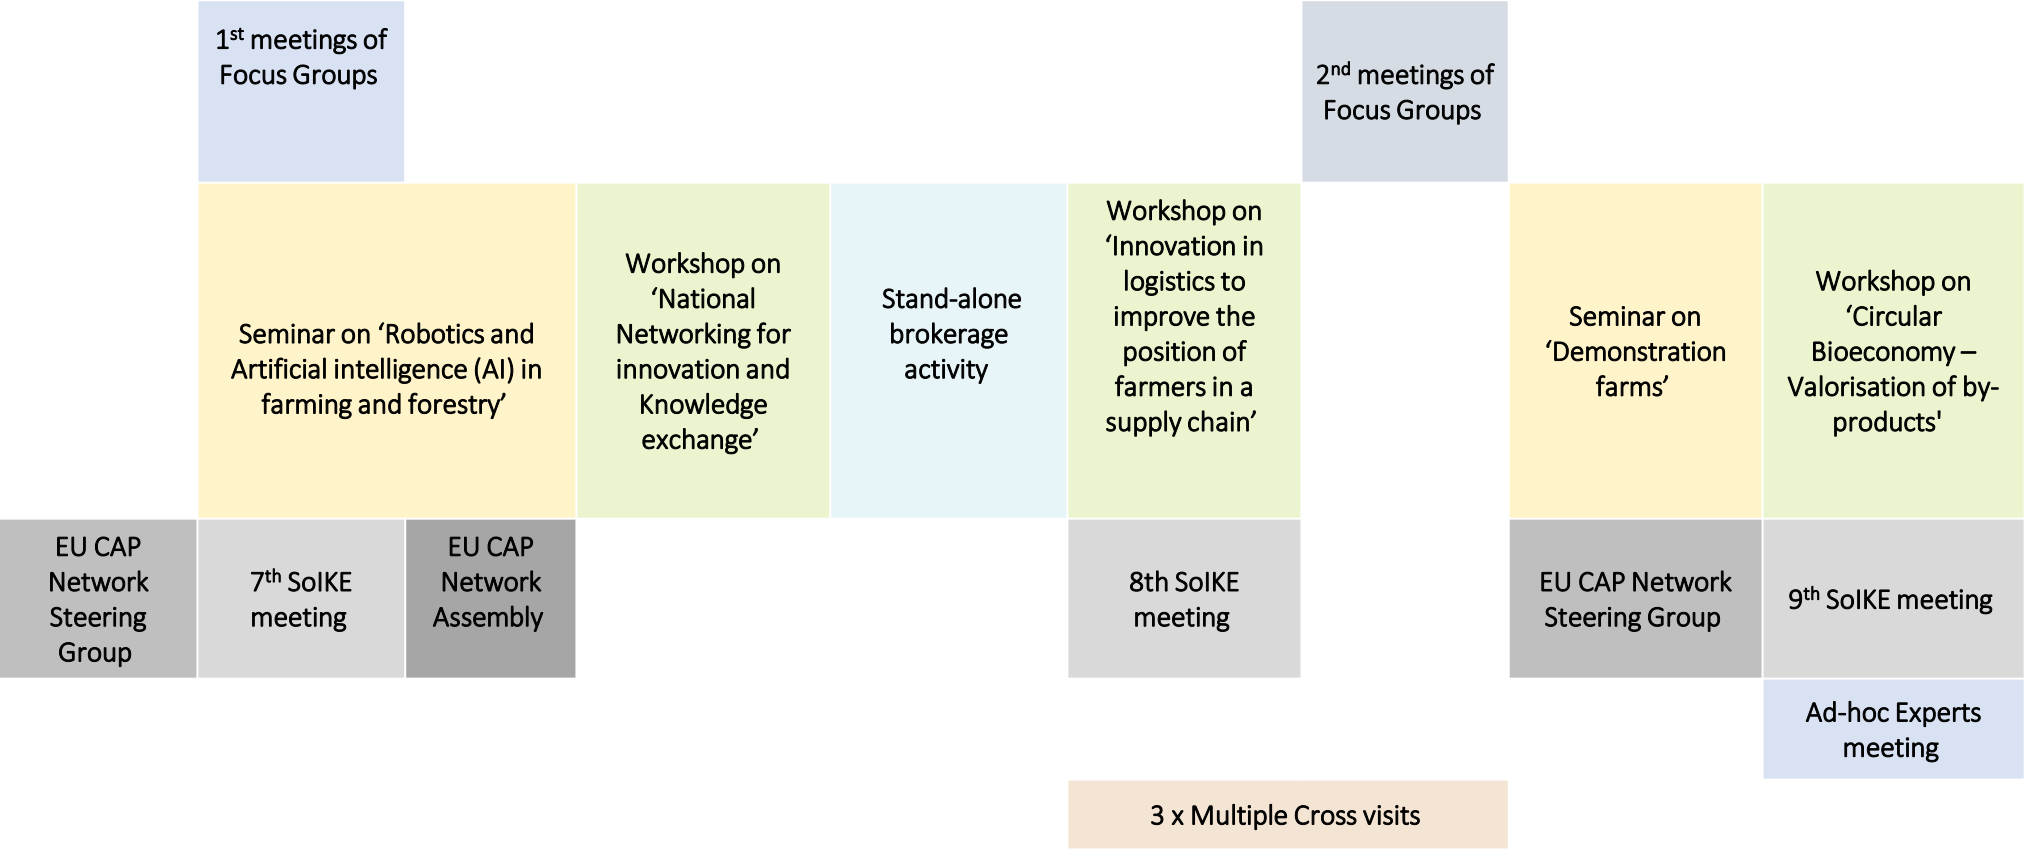 1st meetings of
Focus Groups
2nd meetings of
Focus Groups
Seminar on ‘Robotics and
Artificial intelligence (AI) in
farming and forestry’
Workshop on
‘National
Networking for
innovation and
Knowledge
exchange’
Stand-alone
brokerage
activity
Workshop on
‘Innovation in
logistics to
improve the
position of
farmers in a
supply chain’
Seminar on
‘Demonstration
farms’
Workshop on
‘Circular
Bioeconomy –
Valorisation of by-
products'
EU CAP
Network
Steering
Group
7th SoIKE
meeting
EU CAP
Network
Assembly
8th SoIKE
meeting
EU CAP Network
Steering Group
9th SoIKE meeting
Ad-hoc Experts
meeting
3 x Multiple Cross visits